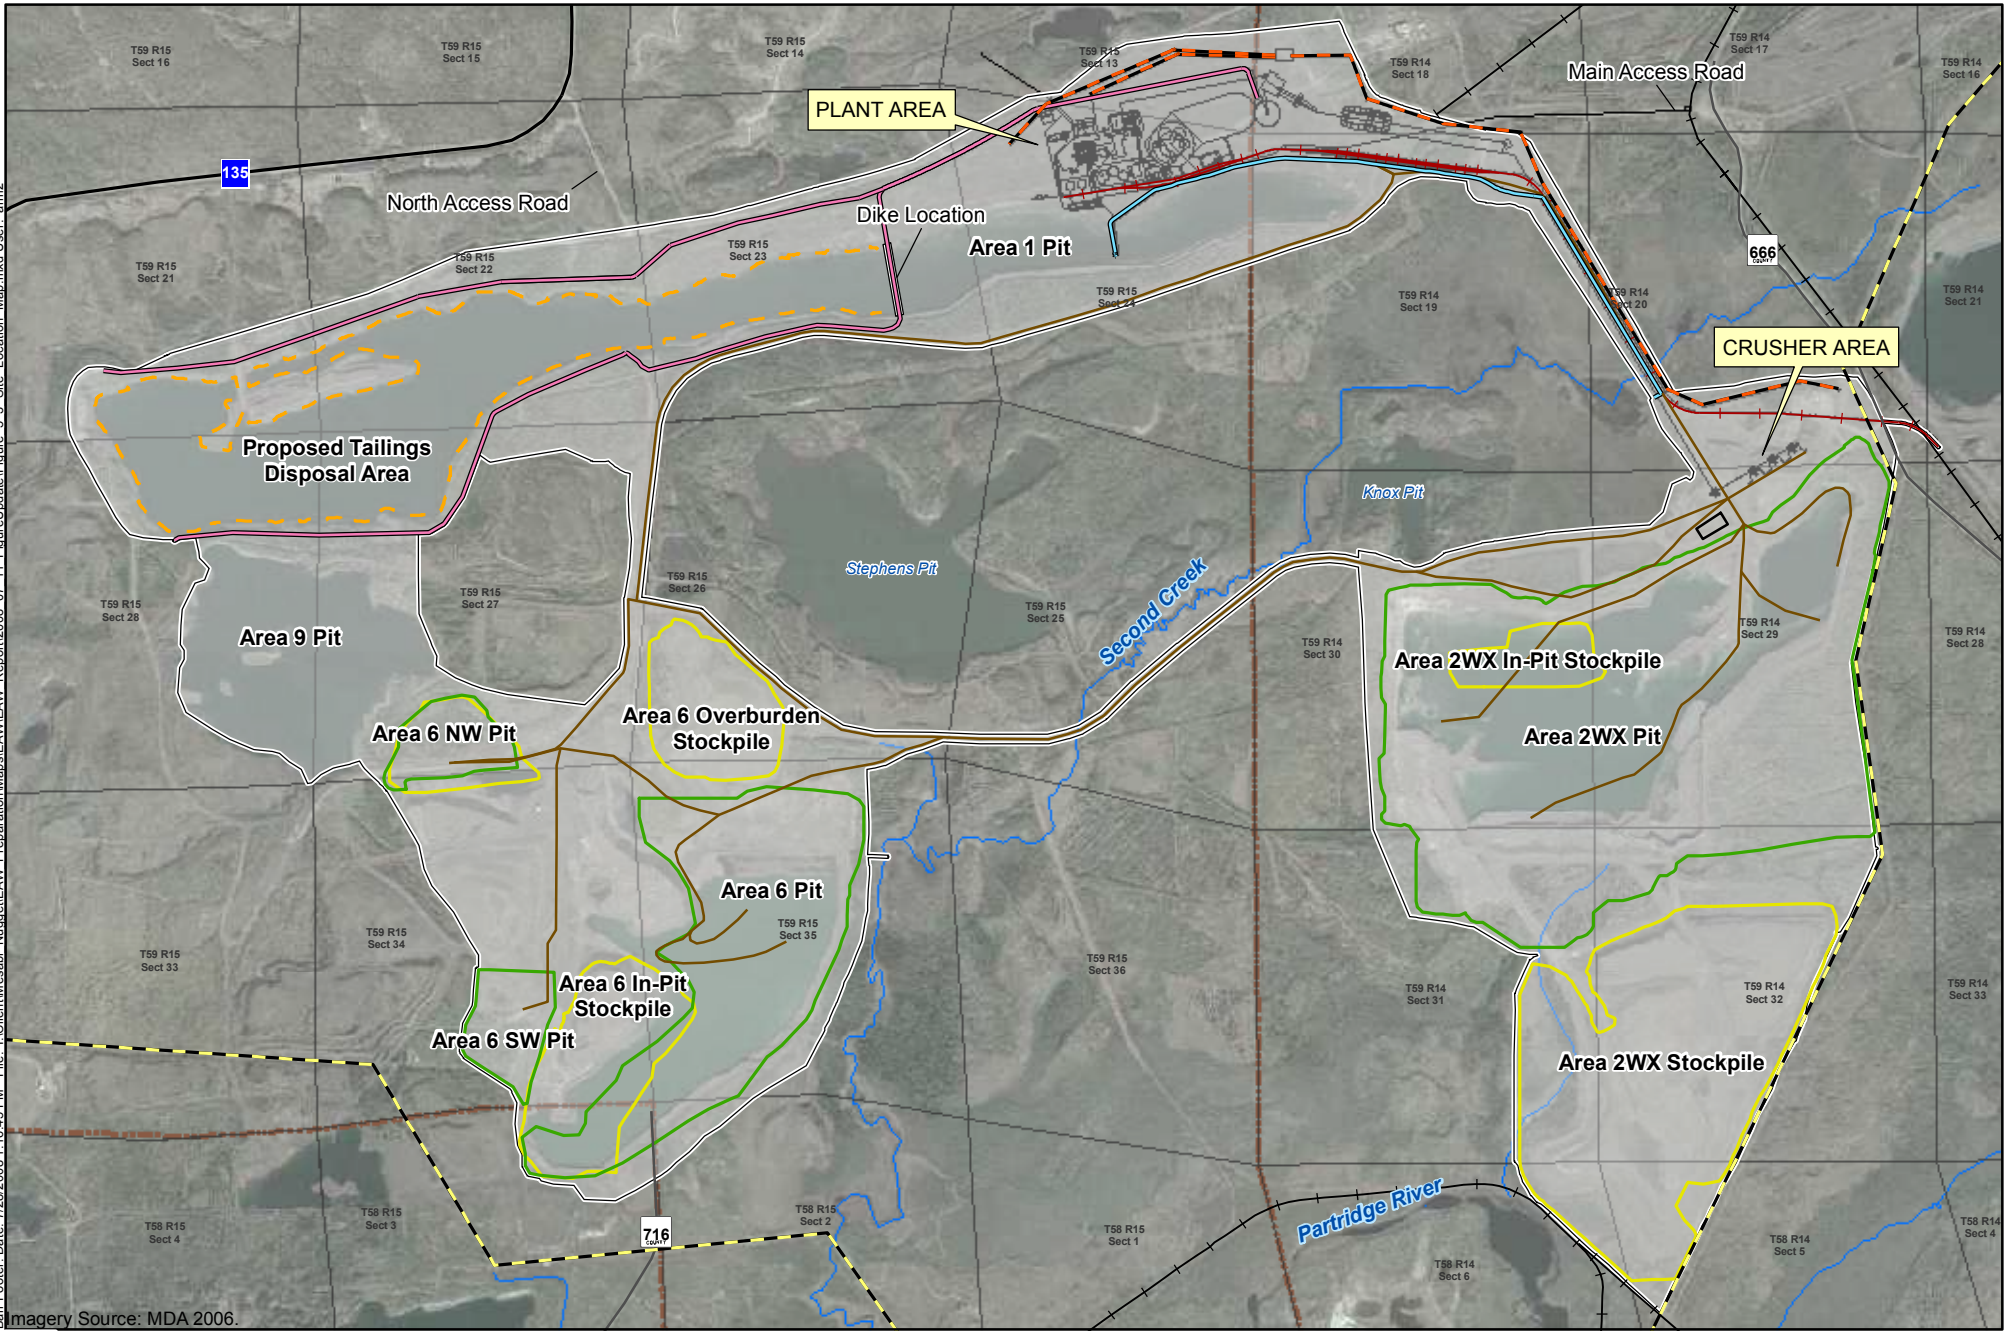 T59 R15
Sect 16
T59 R15
Sect 15
T59 R15
Sect 14
T59 R15
Sect 13
T59 R14
Sect 18
T59 R14
Sect 17
T59 R14
Sect 16
Main Access Road
PLANT AREA
135
North Access Road
Dike Location
Area 1 Pit
666
COUNTY
T59 R15
Sect 21
T59 R15
Sect 22
T59 R15
Sect 23
T59 R15
Sect 24
T59 R14
Sect 19
T59 R14
Sect 20
T59 R14
Sect 21
CRUSHER AREA
Proposed Tailings
Disposal Area
Knox Pit
Stephens Pit
Second Creek
T59 R15
Sect 28
T59 R15
Sect 27
T59 R15
Sect 26
T59 R15
Sect 25
T59 R14
Sect 30
T59 R14
Sect 29
T59 R14
Sect 28
Area 9 Pit
Area 2WX In-Pit Stockpile
Area 6 NW Pit
Area 6 Overburden
Stockpile
Area 2WX Pit
Area 6 Pit
T59 R15
Sect 33
T59 R15
Sect 34
T59 R15
Sect 35
T59 R15
Sect 36
T59 R14
Sect 31
T59 R14
Sect 32
T59 R14
Sect 33
Area 6 In-Pit
Stockpile
Area 6 SW Pit
Area 2WX Stockpile
Partridge River
716
COUNTY
T58 R15
Sect 4
T58 R15
Sect 3
T58 R15
Sect 2
T58 R15
Sect 1
T58 R14
Sect 6
T58 R14
Sect 5
T58 R14
Sect 4
Imagery Source: MDA 2006.